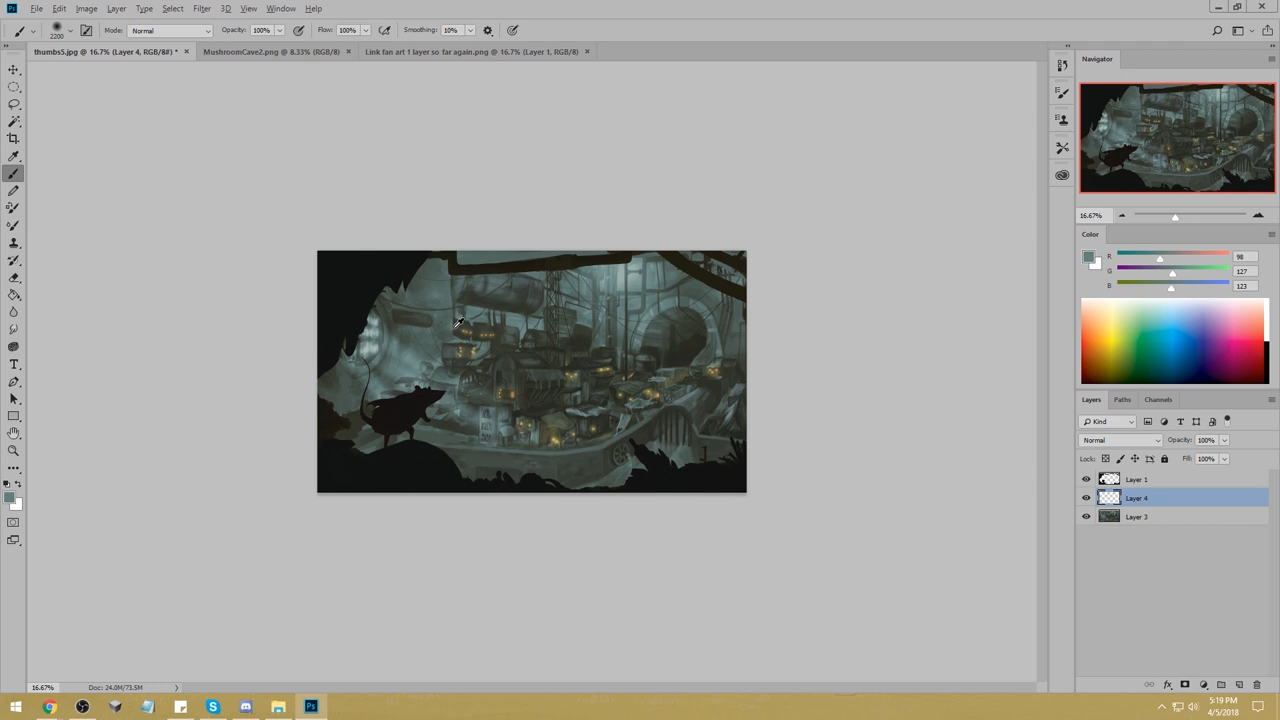 Ps File Edit Image Layer Type Select Filter 3D View Window Help
2200 Mode: Normal Opacity: 100% Flow: 100% Smoothing: 10%
thumbs5.jpg @ 16.7% (Layer 4, RGB/8#) * × MushroomCave2.png @ 8.33% (RGB/8) × Link fan art 1 layer so far again.png @ 16.7% (Layer 1, RGB/8) ×
Navigator
16.67%
Color
R 98
G 127
B 123
Layers Paths Channels
Kind
Normal Opacity: 100%
Lock: Fill: 100%
Layer 1
Layer 4
Layer 3
16.67% Doc: 24.0M/73.5M
Ps
5:19 PM
4/5/2018